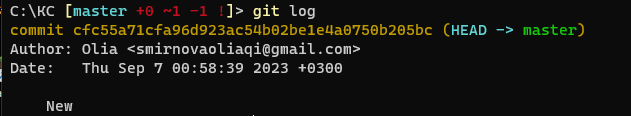 C:\KC [master +0 ~1 -1 !]> git log
commit cfc55a71cfa96d923ac54b02be1e4a0750b205bc (HEAD -> master)
Author: Olia <smirnovaoliaqi@gmail.com>
Date:   Thu Sep 7 00:58:39 2023 +0300
    New